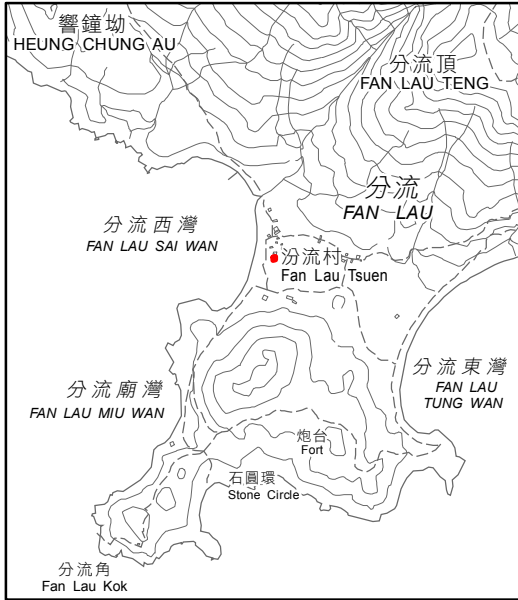 響鐘坳
HEUNG CHUNG AU
分流頂
FAN LAU TENG
分流
FAN LAU
分流西灣
FAN LAU SAI WAN
汾流村
Fan Lau Tsuen
分流東灣
FAN LAU
TUNG WAN
分流廟灣
FAN LAU MIU WAN
炮台
Fort
石圓環
Stone Circle
分流角
Fan Lau Kok